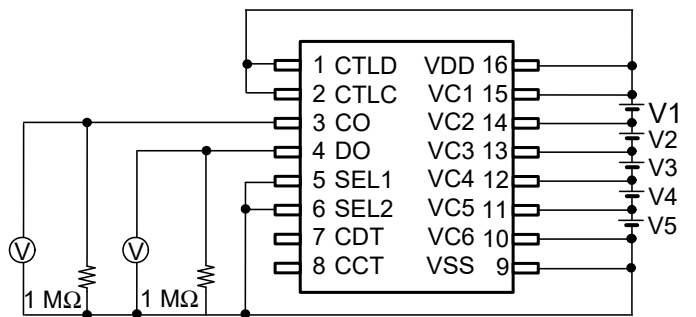 1 CTLD VDD 16
2 CTLC VC1 15
3 CO VC2 14
4 DO VC3 13
5 SEL1 VC4 12
6 SEL2 VC5 11
7 CDT VC6 10
8 CCT VSS 9
V1
V2
V3
V4
V5
V V
1 MΩ 1 MΩ